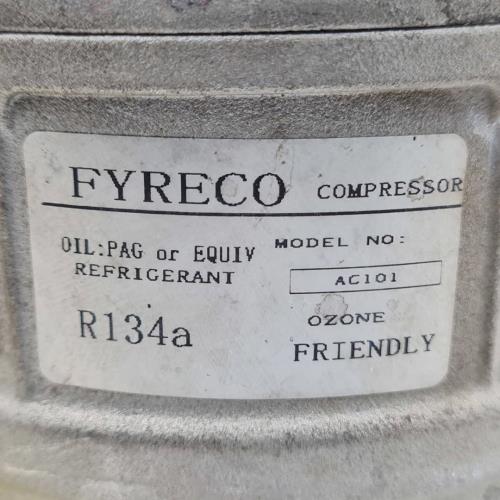 FYRECO COMPRESSOR
OIL:PAG or EQUIV
REFRIGERANT
R134a
MODEL NO:
AC101
OZONE
FRIENDLY